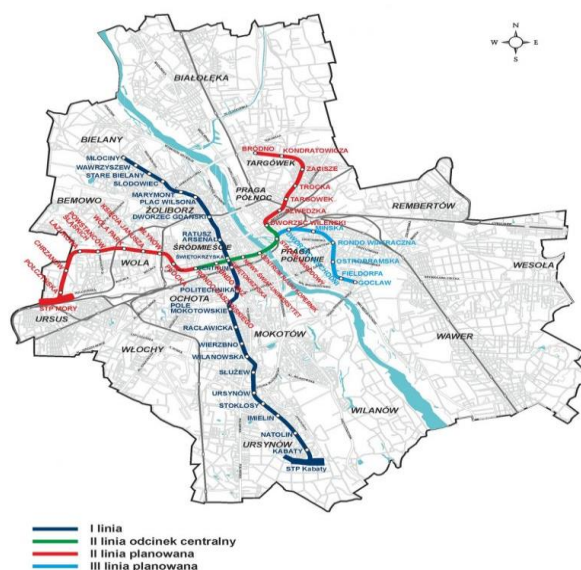 N
W E
S
BIAŁOŁĘKA
BIELANY
MŁOCINY
WAWRZYSZEW
STARE BIELANY
SŁODOWIEC
MARYMONT
PLAC WILSONA
ŻOLIBORZ
DWORZEC GDAŃSKI
BRÓDNO
KONDRATOWICZA
TARGÓWEK
ZACISZE
PRAGA
PÓŁNOC
TROCKA
TARGÓWEK
SZWEDZKA
DWORZEC WILEŃSKI
REMBERTÓW
BEMOWO
RATUSZ
ARSENAŁ
ŚRÓDMIEŚCIE
ŚWIĘTOKRZYSKA
CENTRUM
MIŃSKA
RONDO WIATRACZNA
PRAGA
POŁUDNIE
OSTROBRAMSKA
FIELDORFA
GOCŁAW
WESOŁA
CHRZANÓW
WOLA
POLITECHNIKA
OCHOTA
POLE
MOKOTOWSKIE
STP MORY
URSUS
RACŁAWICKA
WIERZBNO
MOKOTÓW
WILANOWSKA
WŁOCHY
WAWER
SŁUŻEW
URSYNÓW
STOKŁOSY
IMIELIN
WILANÓW
NATOLIN
URSYNÓW
KABATY
STP Kabaty
I linia
II linia odcinek centralny
II linia planowana
III linia planowana